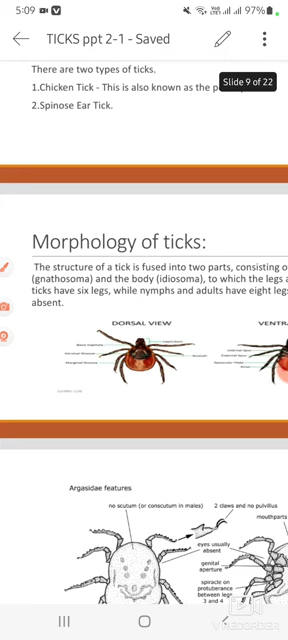 5:09
97%
TICKS ppt 2-1 - Saved
There are two types of ticks.
Slide 9 of 22
1.Chicken Tick - This is also known as the
2.Spinose Ear Tick.
Morphology of ticks:
The structure of a tick is fused into two parts, consisting
(gnathosoma) and the body (idiosoma), to which the legs
ticks have six legs, while nymphs and adults have eight
absent.
DORSAL VIEW
Argasidae features
no scutum (or conscutum in males)
2 claws and no pulvillus
mouthparts
eyes usually
absent
genital
aperture
spiracle on
protuberance
between legs
3 and 4